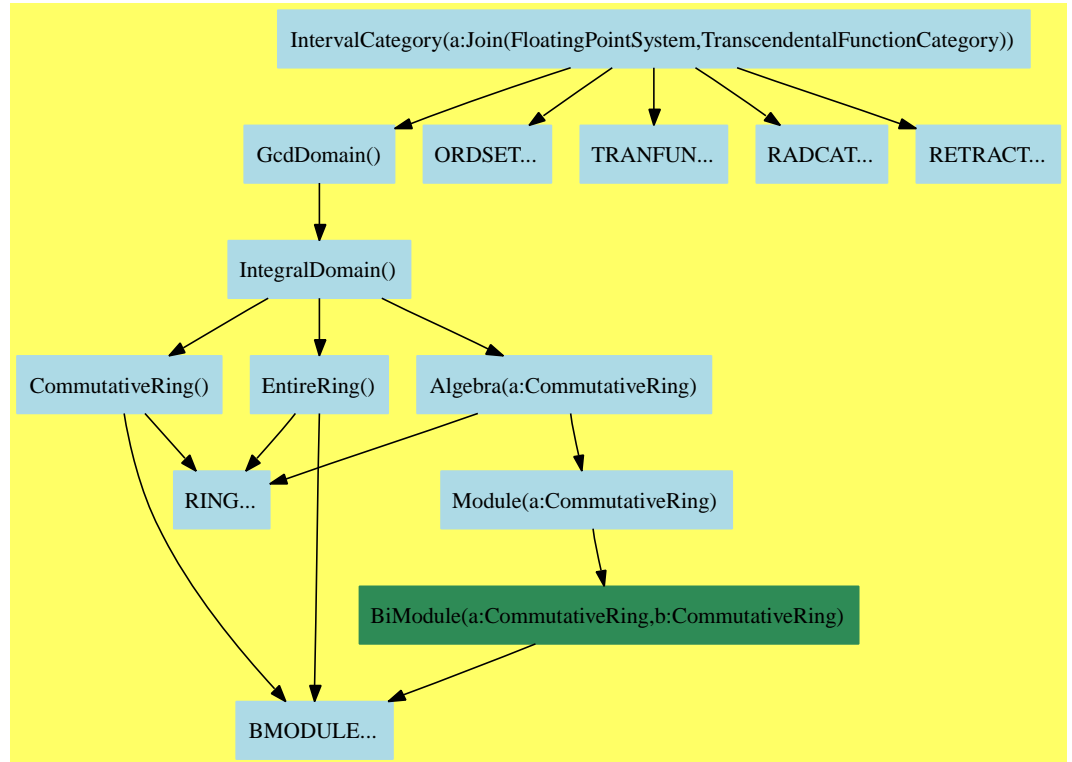 IntervalCategory(a:Join(FloatingPointSystem,TranscendentalFunctionCategory))
GcdDomain()
ORDSET...
TRANFUN...
RADCAT...
RETRACT...
IntegralDomain()
CommutativeRing()
EntireRing()
Algebra(a:CommutativeRing)
RING...
Module(a:CommutativeRing)
BiModule(a:CommutativeRing,b:CommutativeRing)
BMODULE...